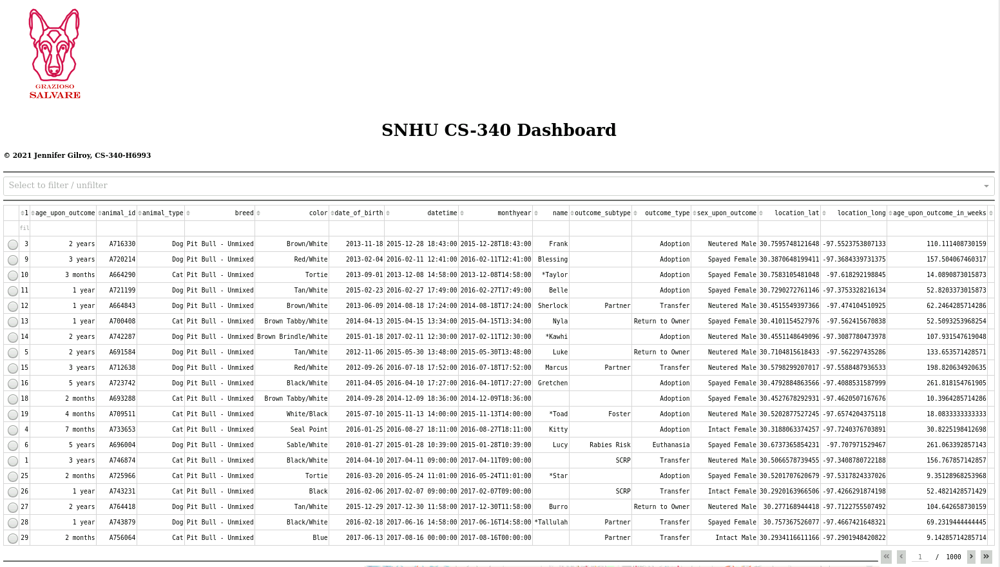 GRAZIOSO
SALVARE
SNHU CS-340 Dashboard
© 2021 Jennifer Gilroy, CS-340-H6993
Select to filter / unfilter
1 age_upon_outcome animal_id animal_type breed color date_of_birth datetime monthyear name outcome_subtype outcome_type sex_upon_outcome location_lat location_long age_upon_outcome_in_weeks
fil
3 2 years A716330 Dog Pit Bull - Unmixed Brown/White 2013-11-18 2015-12-28 18:43:00 2015-12-28T18:43:00 Frank Adoption Neutered Male 30.7595748121648 -97.5523753807133 110.111408730159
9 3 years A720214 Dog Pit Bull - Unmixed Red/White 2013-02-04 2016-02-11 12:41:00 2016-02-11T12:41:00 Blessing Adoption Spayed Female 30.3870648199411 -97.3684339731375 157.504067460317
10 3 months A664290 Cat Pit Bull - Unmixed Tortie 2013-09-01 2013-12-08 14:58:00 2013-12-08T14:58:00 *Taylor Adoption Spayed Female 30.7583105481048 -97.618292198845 14.0890873015873
11 1 year A721199 Dog Pit Bull - Unmixed Tan/White 2015-02-23 2016-02-27 17:49:00 2016-02-27T17:49:00 Belle Adoption Spayed Female 30.7290272761146 -97.3753328216134 52.8203373015873
12 1 year A664843 Dog Pit Bull - Unmixed Brown/White 2013-06-09 2014-08-18 17:24:00 2014-08-18T17:24:00 Sherlock Partner Transfer Neutered Male 30.4515549397366 -97.474104510925 62.2464285714286
13 1 year A700408 Cat Pit Bull - Unmixed Brown Tabby/White 2014-04-13 2015-04-15 13:34:00 2015-04-15T13:34:00 Nyla Return to Owner Spayed Female 30.4101154527976 -97.562415670838 52.5093253968254
14 2 years A742287 Dog Pit Bull - Unmixed Brown Brindle/White 2015-01-18 2017-02-11 12:30:00 2017-02-11T12:30:00 *Kawhi Adoption Neutered Male 30.4551148649096 -97.3087780473978 107.931547619048
5 2 years A691584 Dog Pit Bull - Unmixed Tan/White 2012-11-06 2015-05-30 13:48:00 2015-05-30T13:48:00 Luke Return to Owner Neutered Male 30.7104815618433 -97.562297435286 133.653571428571
15 3 years A712638 Dog Pit Bull - Unmixed Red/White 2012-09-26 2016-07-18 17:52:00 2016-07-18T17:52:00 Marcus Partner Transfer Neutered Male 30.5798299207017 -97.5588487936533 198.820634920635
16 5 years A723742 Dog Pit Bull - Unmixed Black/White 2011-04-05 2016-04-10 17:27:00 2016-04-10T17:27:00 Gretchen Adoption Spayed Female 30.4792884863566 -97.4088531587999 261.818154761905
18 2 months A693288 Cat Pit Bull - Unmixed Brown Tabby/White 2014-09-28 2014-12-09 18:36:00 2014-12-09T18:36:00 Adoption Spayed Female 30.4527678292931 -97.4620507167676 10.3964285714286
19 4 months A709511 Cat Pit Bull - Unmixed White/Black 2015-07-10 2015-11-13 14:00:00 2015-11-13T14:00:00 *Toad Foster Adoption Neutered Male 30.5202877527245 -97.6574204375118 18.0833333333333
4 7 months A733653 Cat Pit Bull - Unmixed Seal Point 2016-01-25 2016-08-27 18:11:00 2016-08-27T18:11:00 Kitty Adoption Intact Female 30.3188063374257 -97.7240376703891 30.8225198412698
6 5 years A696004 Dog Pit Bull - Unmixed Sable/White 2010-01-27 2015-01-28 10:39:00 2015-01-28T10:39:00 Lucy Rabies Risk Euthanasia Spayed Female 30.6737365854231 -97.707971529467 261.063392857143
1 3 years A746874 Cat Pit Bull - Unmixed Black/White 2014-04-10 2017-04-11 09:00:00 2017-04-11T09:00:00 SCRP Transfer Neutered Male 30.5066578739455 -97.3408780722188 156.767857142857
25 2 months A725966 Cat Pit Bull - Unmixed Tortie 2016-03-20 2016-05-24 11:01:00 2016-05-24T11:01:00 *Star Adoption Spayed Female 30.5201707620679 -97.5317824337026 9.35128968253968
26 1 year A743231 Cat Pit Bull - Unmixed Black 2016-02-06 2017-02-07 09:00:00 2017-02-07T09:00:00 SCRP Transfer Intact Female 30.2920163966506 -97.4266291874198 52.4821428571429
27 2 years A764418 Dog Pit Bull - Unmixed Tan/White 2015-12-29 2017-12-30 11:58:00 2017-12-30T11:58:00 Burro Return to Owner Neutered Male 30.277168944418 -97.7122755507492 104.642658730159
28 1 year A743879 Dog Pit Bull - Unmixed Black/White 2016-02-18 2017-06-16 14:58:00 2017-06-16T14:58:00 *Tallulah Partner Transfer Spayed Female 30.757367526077 -97.4667421648321 69.2319444444445
29 2 months A756064 Cat Pit Bull - Unmixed Blue 2017-06-13 2017-08-16 00:00:00 2017-08-16T00:00:00 Partner Transfer Intact Male 30.2934116611166 -97.2901948420822 9.14285714285714
1 / 1000